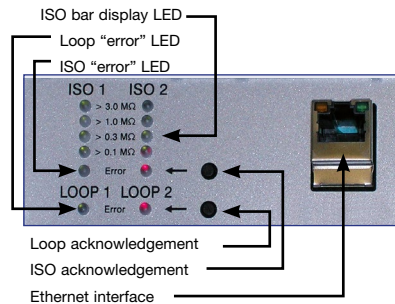 ISO bar display LED
Loop “error” LED
ISO “error” LED
ISO 1 ISO 2
> 3.0 MΩ
> 1.0 MΩ
> 0.3 MΩ
> 0.1 MΩ
Error
LOOP 1 LOOP 2
Error
Loop acknowledgement
ISO acknowledgement
Ethernet interface